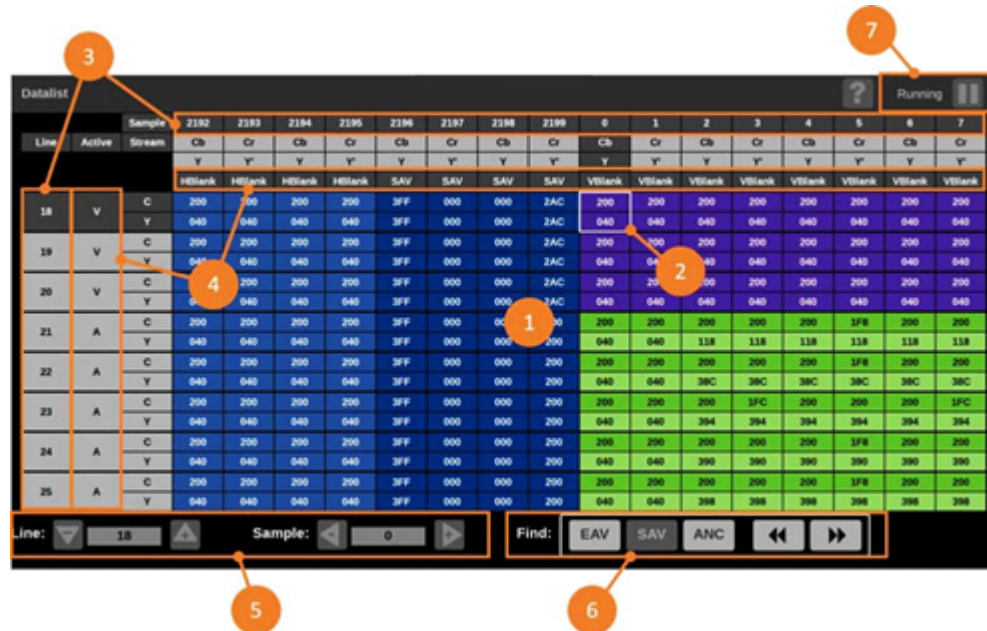 7
3
Datalist ? Running
Sample 2192 2193 2194 2195 2196 2197 2198 2199 0 1 2 3 4 5 6 7
Line Active Stream Cb Cr Cb Cr Cb Cr Cb Cr Cb Cr Cb Cr Cb Cr Cb Cr
Y Y' Y Y' Y Y' Y Y' Y Y' Y Y' Y Y' Y Y'
HBlank HBlank HBlank HBlank SAV SAV SAV SAV VBlank VBlank VBlank VBlank VBlank VBlank VBlank VBlank
18 V C 200 200 200 200 3FF 000 000 2AC 200 200 200 200 200 200 200 200
Y 040 040 040 040 3FF 000 000 2AC 040 040 040 040 040 040 040 040
19 V C 200 200 200 200 3FF 000 000 2AC 200 200 200 200 200 200 200 200
Y 040 040 040 040 3FF 000 000 2AC 040 040 040 040 040 040 040
4 2
20 V C 200 200 200 3FF 000 000 2AC 200 200 200 200 200 200 200
Y 040 040 040 3FF 000 000 2AC 040 040 040 040 040 040 040 040
21 A C 200 200 200 200 3FF 000 000 200 200 200 200 200 1F8 200 200
1
Y 040 040 040 040 3FF 000 000 200 040 040 118 118 118 118 118 118
22 A C 200 200 200 200 3FF 000 000 200 200 200 200 200 200 1F8 200 200
Y 040 040 040 040 3FF 000 000 200 040 040 38C 38C 38C 38C 38C 38C
23 A C 200 200 200 200 3FF 000 000 200 200 200 200 1FC 200 200 200 1FC
Y 040 040 040 040 3FF 000 000 200 040 040 394 394 394 394 394 394
24 A C 200 200 200 200 3FF 000 000 200 200 200 200 200 200 1F8 200 200
Y 040 040 040 040 3FF 000 000 200 040 040 390 390 390 390 390 390
25 A C 200 200 200 200 3FF 000 000 200 200 200 200 200 200 1F8 200 200
Y 040 040 040 040 3FF 000 000 200 040 040 398 398 398 398 398 398
Line: 18 Sample: 0 Find: EAV SAV ANC
5 6